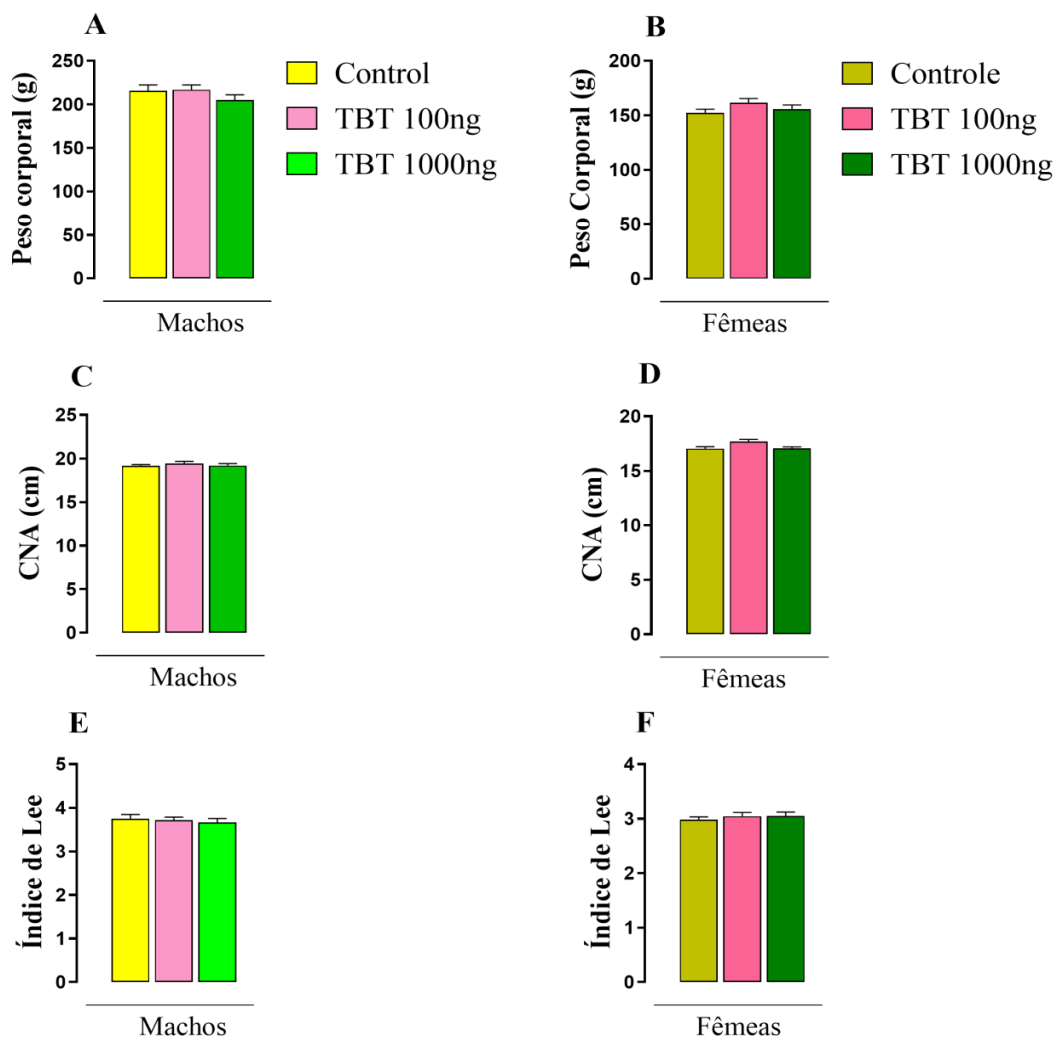 A
Peso corporal (g)
250
200
150
100
50
0
Machos
Control
TBT 100ng
TBT 1000ng
B
Peso Corporal (g)
200
150
100
50
0
Fêmeas
Controle
TBT 100ng
TBT 1000ng
C
CNA (cm)
25
20
15
10
5
0
Machos
D
CNA (cm)
20
15
10
5
0
Fêmeas
E
Índice de Lee
5
4
3
2
1
0
Machos
F
Índice de Lee
4
3
2
1
0
Fêmeas